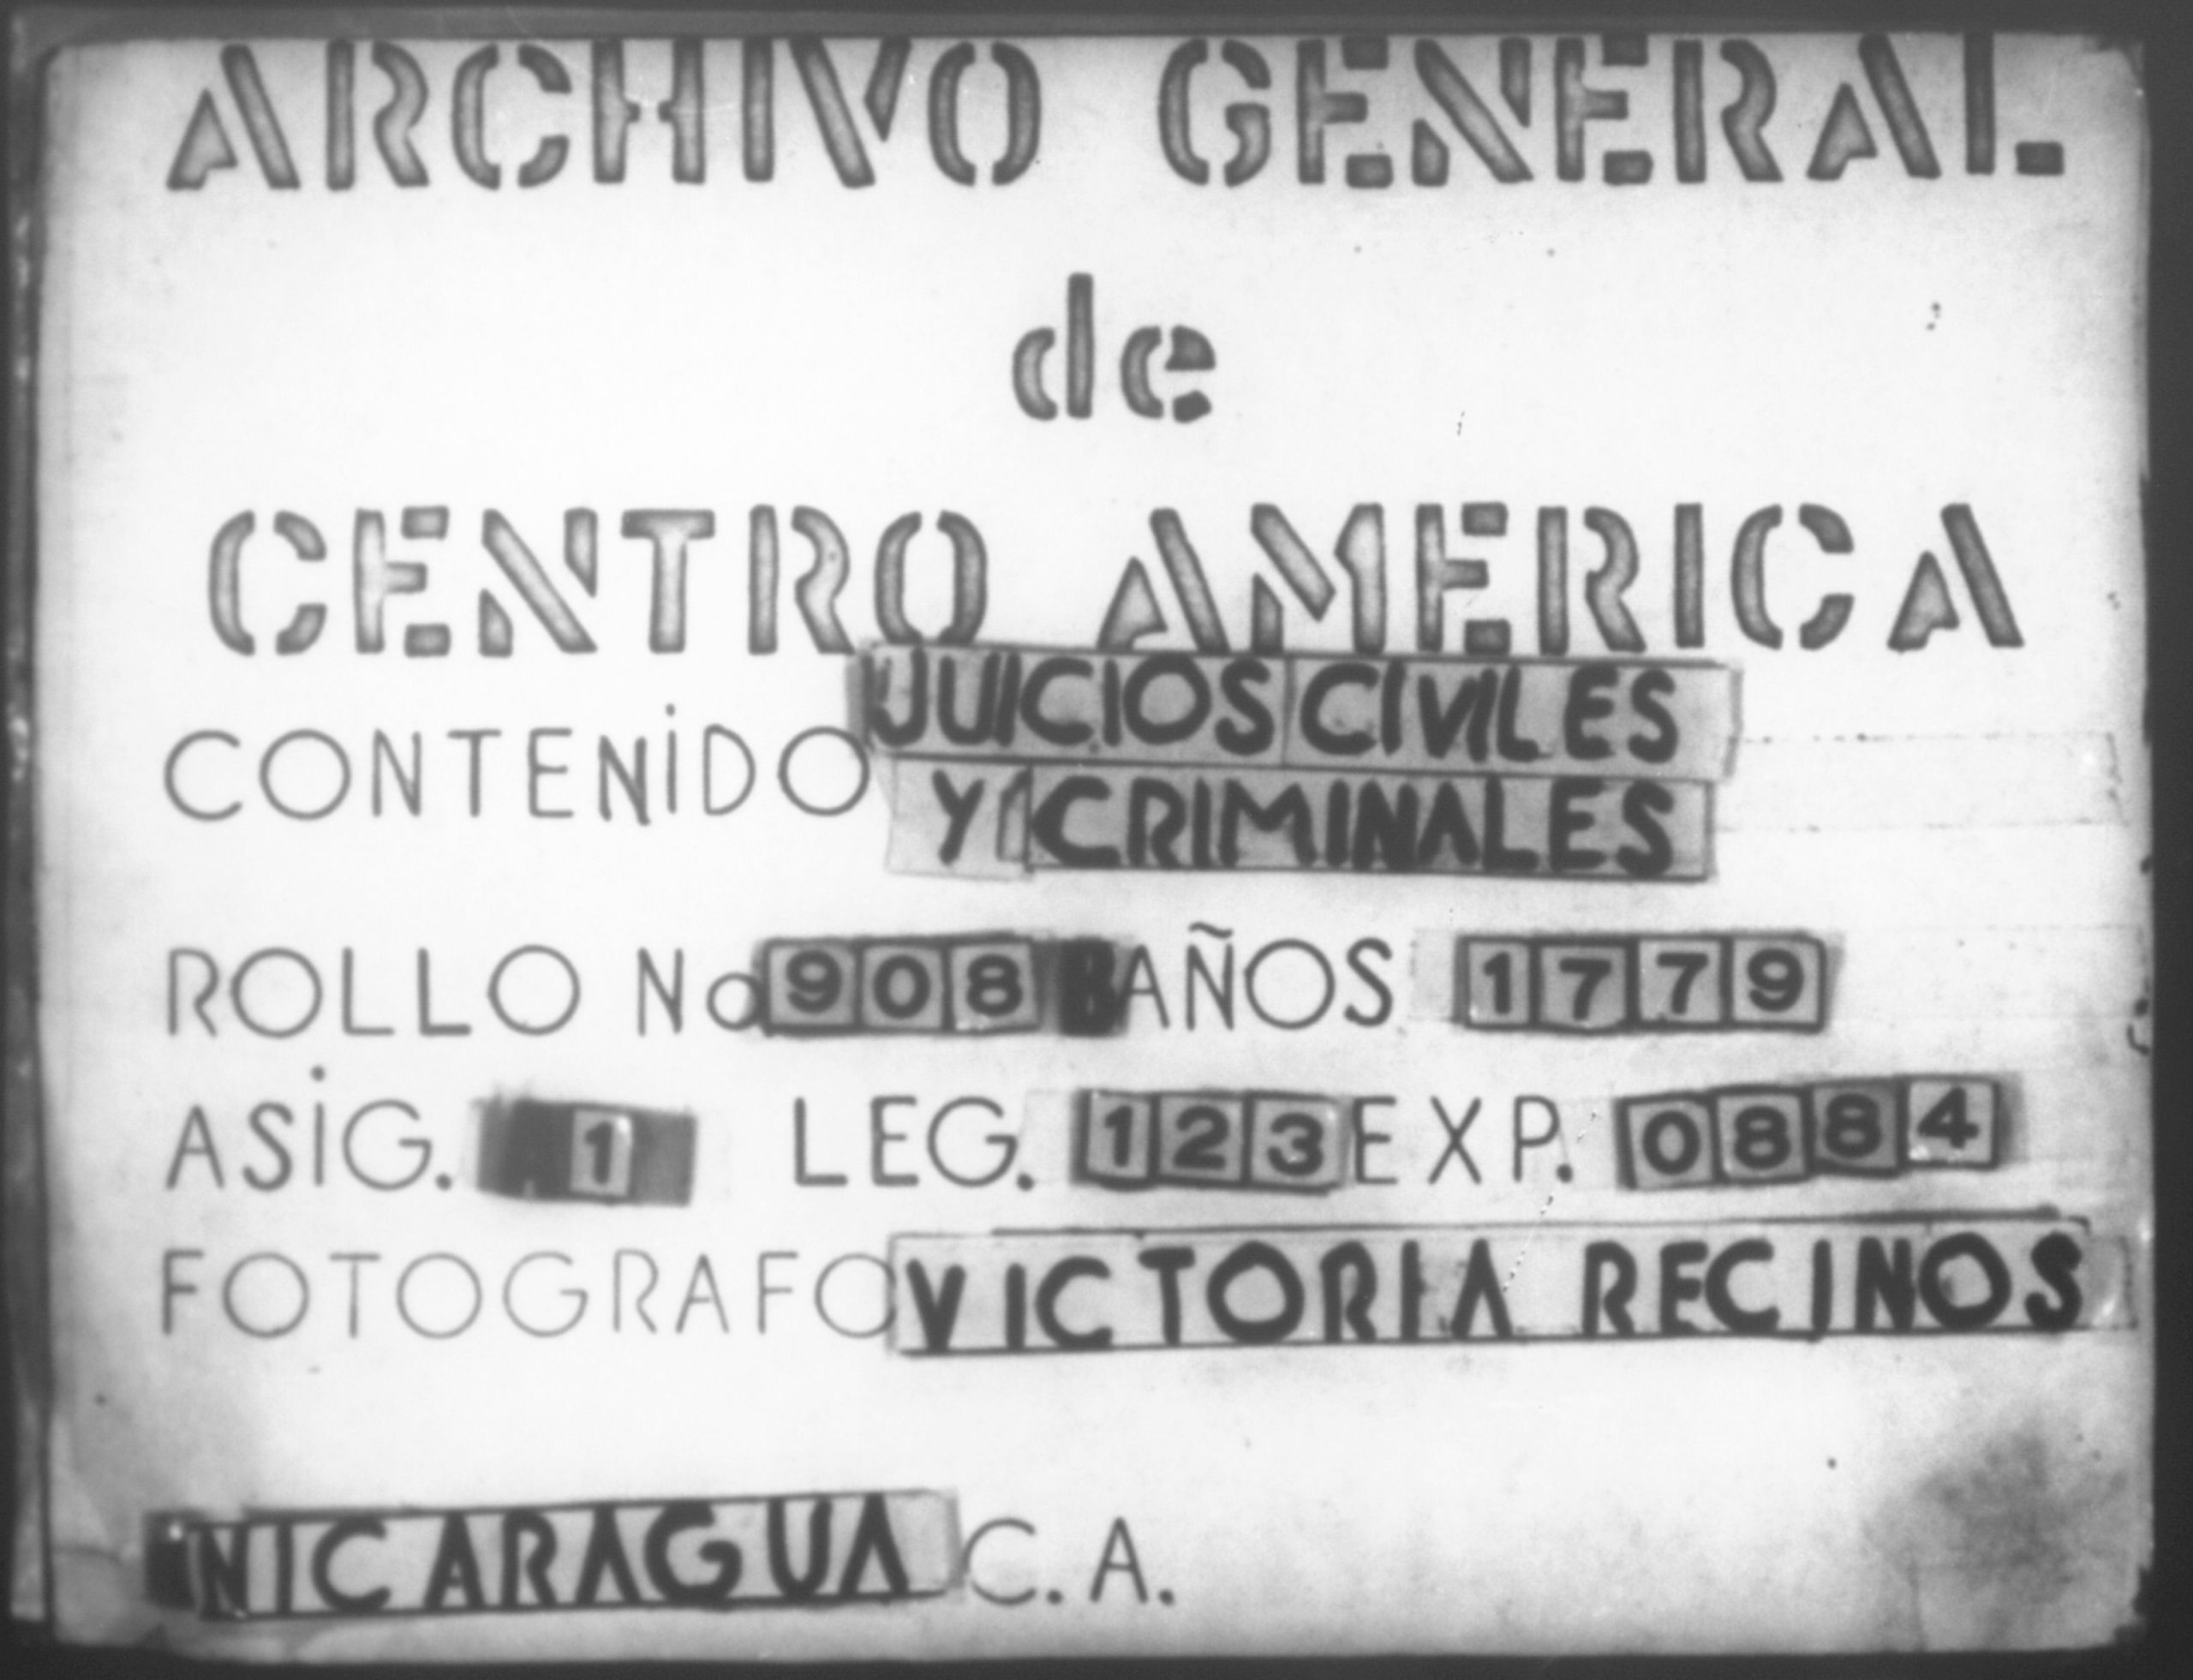 ARCHIVO GENERAL
de
CENTRO AMERICA
CONTENIDO JUICIOS CIVILES
Y CRIMINALES
ROLLO No 908 AÑOS 1779
ASIG. 1 LEG. 123 EXP. 0884
FOTOGRAFO VICTORIA RECINOS
NICARAGUA C.A.